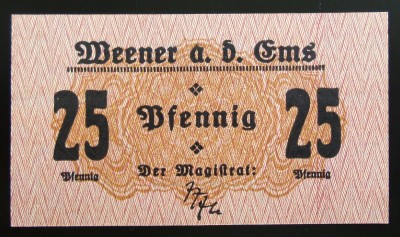 Weener a. d. Ems
25 Pfennig 25
Pfennig Der Magistrat: Pfennig